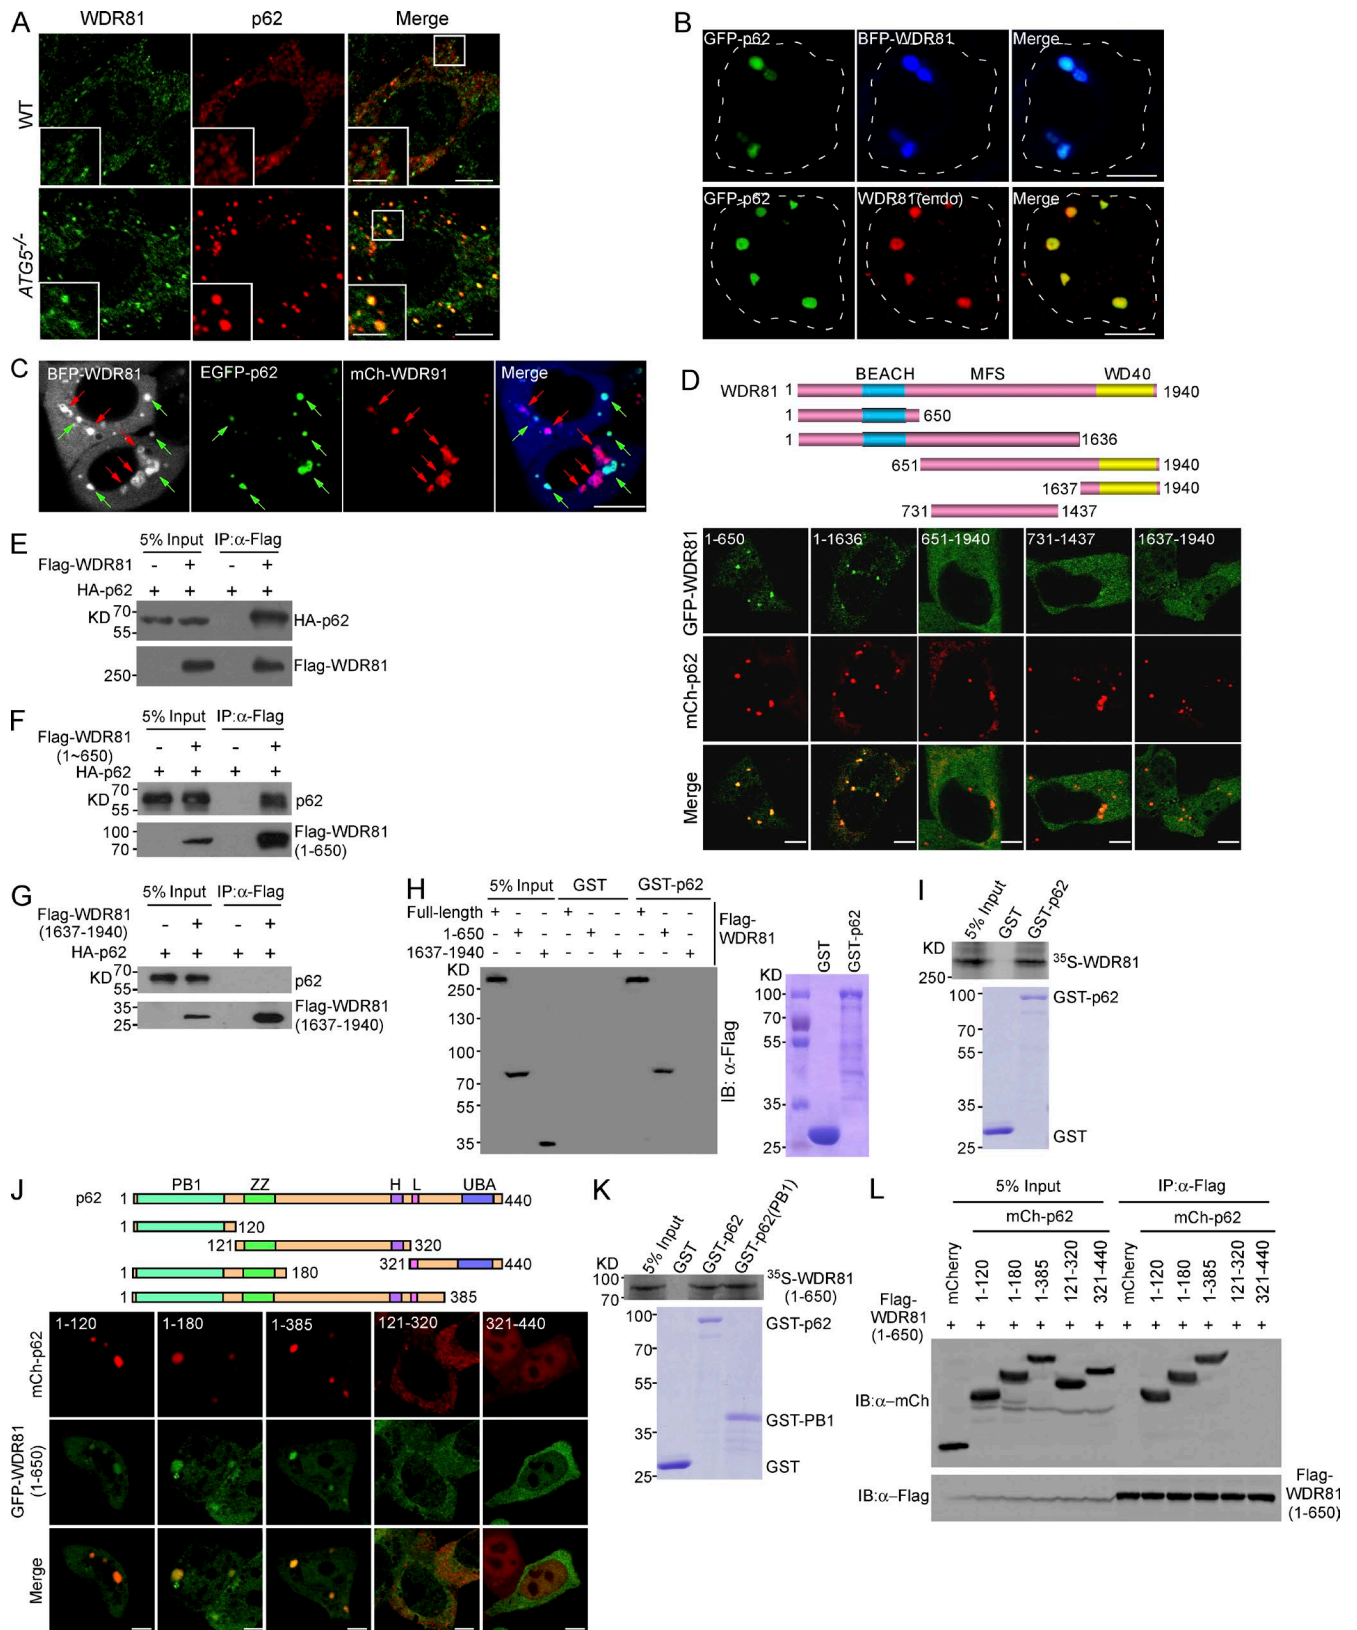 A
WDR81 p62 Merge
WT
ATG5-/-
B
GFP-p62 BFP-WDR81 Merge
GFP-p62 WDR81(endo) Merge
C
BFP-WDR81 EGFP-p62 mCh-WDR91 Merge
D
BEACH MFS WD40
WDR81 1 1940
1 650
1 1636
651 1940
1637 1940
731 1437
1-650 1-1636 651-1940 731-1437 1637-1940
GFP-WDR81
mCh-p62
Merge
E
5% Input IP:α-Flag
Flag-WDR81 - + - +
HA-p62 + + + +
KD 70 HA-p62
55
250 Flag-WDR81
F
5% Input IP:α-Flag
Flag-WDR81 - + - +
(1~650)
HA-p62 + + + +
KD 70 p62
55
100 Flag-WDR81
70 (1-650)
G
5% Input IP:α-Flag
Flag-WDR81 - + - +
(1637-1940)
HA-p62 + + + +
KD 70 p62
55
35 Flag-WDR81
25 (1637-1940)
H
5% Input GST GST-p62
Full-length + - - + - - + - - Flag-
1-650 - + - - + - - + - WDR81
1637-1940 - - + - - + - - +
KD
250
130
100
70
55
35
IB: α-Flag
GST GST-p62
KD
100
70
55
35
25
I
5% Input GST GST-p62
KD
250
35S-WDR81
100 GST-p62
70
55
35
25 GST
J
PB1 ZZ H L UBA
p62 1 440
1 120
121 320
321 440
1 180
1 385
1-120 1-180 1-385 121-320 321-440
mCh-p62
GFP-WDR81
(1-650)
Merge
K
5% Input GST GST-p62 GST-p62(PB1)
KD
100 35S-WDR81
70 (1-650)
100 GST-p62
70
55
35 GST-PB1
25 GST
L
5% Input IP:α-Flag
mCh-p62 mCh-p62
mCherry 1-120 1-180 1-385 121-320 321-440 mCherry 1-120 1-180 1-385 121-320 321-440
Flag-
WDR81
(1-650)
+ + + + + + + + + + + +
IB:α-mCh
IB:α-Flag
Flag-
WDR81
(1-650)